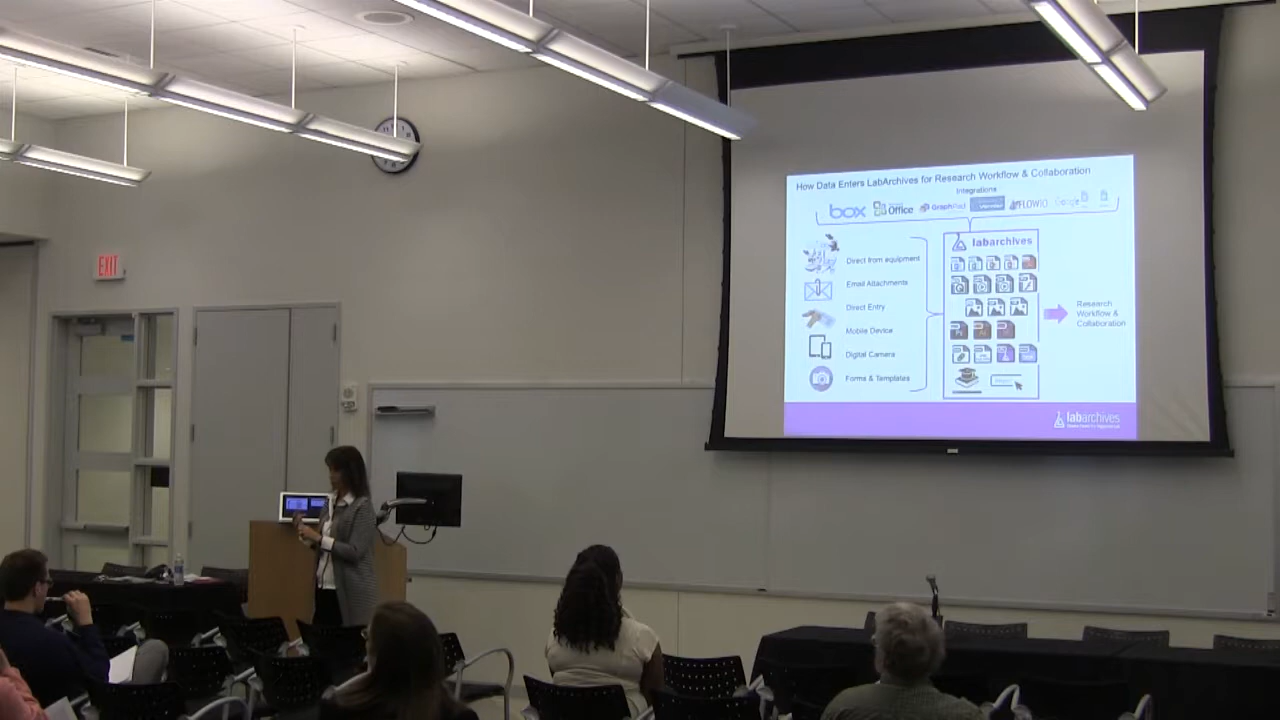 EXIT
How Data Enters LabArchives for Research Workflow & Collaboration
Integrations
box Office GraphPad FLOWJO Google
labarchives
Direct from equipment
Email Attachments
Direct Entry
Mobile Device
Digital Camera
Forms & Templates
Research
Workflow &
Collaboration
labarchives